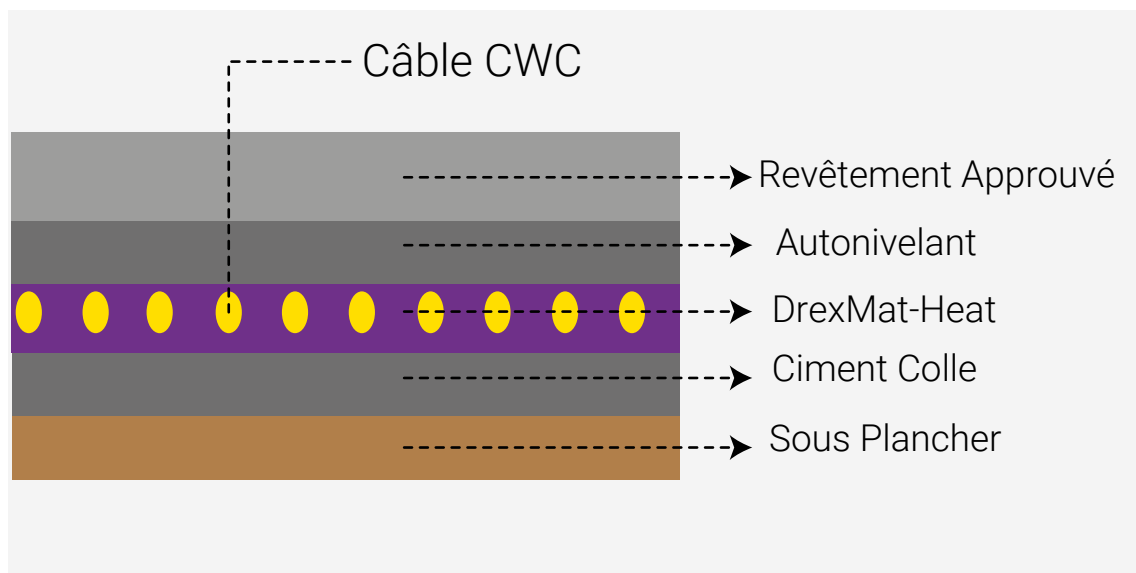 Câble CWC
Revêtement Approuvé
Autonivelant
DrexMat-Heat
Ciment Colle
Sous Plancher